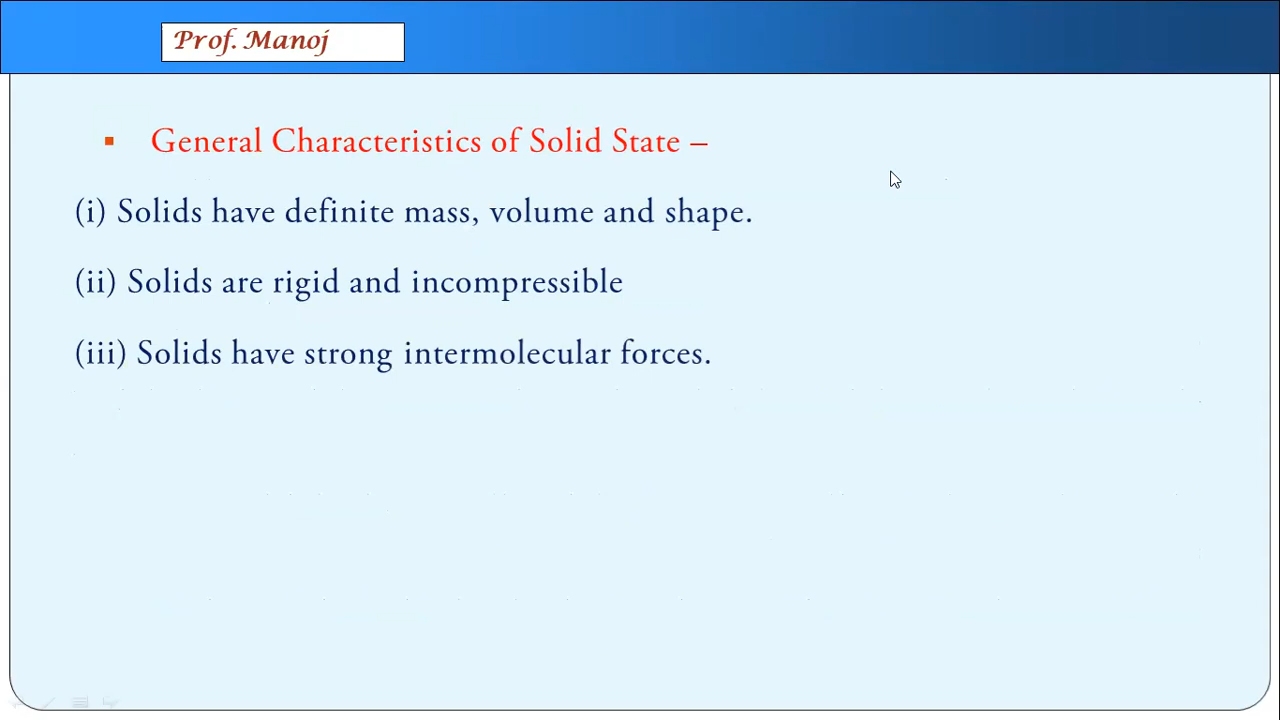 Prof. Manoj
▪ General Characteristics of Solid State –
(i) Solids have definite mass, volume and shape.
(ii) Solids are rigid and incompressible
(iii) Solids have strong intermolecular forces.